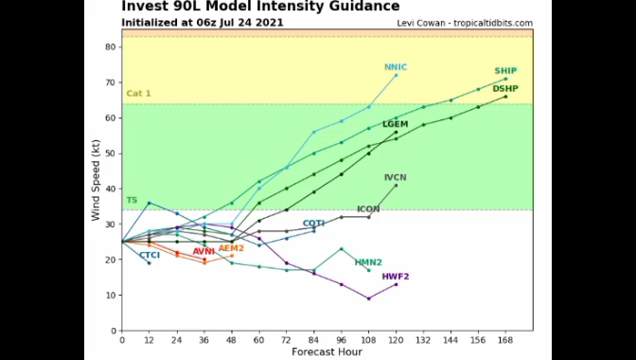 Invest 90L Model Intensity Guidance
Initialized at 06z Jul 24 2021
Levi Cowan - tropicaltidbits.com
Wind Speed (kt)
80
70
60
50
40
30
20
10
0
Cat 1
TS
NNIC
SHIP
DSHP
LGEM
IVCN
ICON
COTI
CTCI
AVNI
AEM2
HMN2
HWF2
0 12 24 36 48 60 72 84 96 108 120 132 144 156 168
Forecast Hour